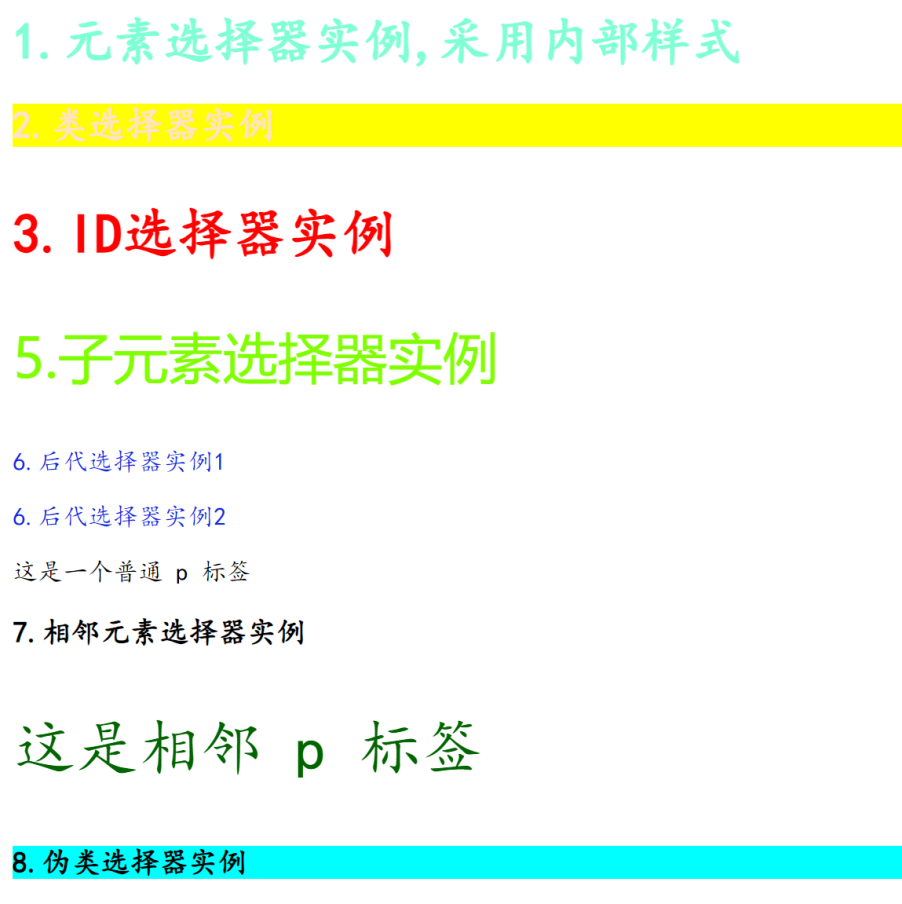 1.元素选择器实例,采用内部样式
2.类选择器实例
3.ID选择器实例
5.子元素选择器实例
6.后代选择器实例1
6.后代选择器实例2
这是一个普通 p 标签
7.相邻元素选择器实例
这是相邻 p 标签
8.伪类选择器实例